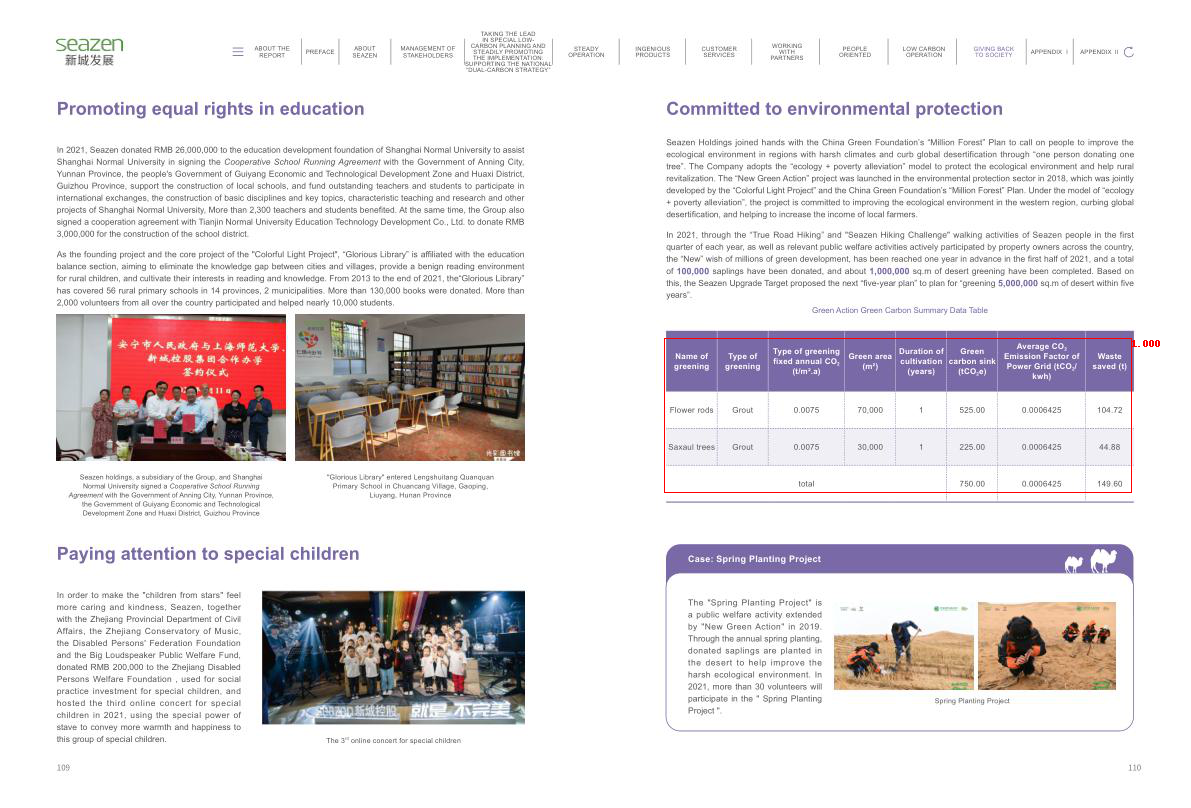 seazen
新城发展
ABOUT THE
REPORT
PREFACE
ABOUT
SEAZEN
MANAGEMENT OF
STAKEHOLDERS
TAKING THE LEAD
IN SPECIAL LOW-
CARBON PLANNING AND
STEADLY PROMOTING
THE IMPLEMENTATION:
SUPPORTING THE NATIONAL
"DUAL-CARBON STRATEGY"
STEADY
OPERATION
INGENIOUS
PRODUCTS
CUSTOMER
SERVICES
WORKING
WITH
PARTNERS
PEOPLE
ORIENTED
LOW CARBON
OPERATION
GIVING BACK
TO SOCIETY
APPENDIX I
APPENDIX II
Promoting equal rights in education
In 2021, Seazen donated RMB 26,000,000 to the education development foundation of Shanghai Normal University to assist
Shanghai Normal University in signing the Cooperative School Running Agreement with the Government of Anning City,
Yunnan Province, the people's Government of Guiyang Economic and Technological Development Zone and Huaxi District,
Guizhou Province, support the construction of local schools, and fund outstanding teachers and students to participate in
international exchanges, the construction of basic disciplines and key topics, characteristic teaching and research and other
projects of Shanghai Normal University, More than 2,300 teachers and students benefited. At the same time, the Group also
signed a cooperation agreement with Tianjin Normal University Education Technology Development Co., Ltd. to donate RMB
3,000,000 for the construction of the school district.
As the founding project and the core project of the "Colorful Light Project", “Glorious Library” is affiliated with the education
balance section, aiming to eliminate the knowledge gap between cities and villages, provide a benign reading environment
for rural children, and cultivate their interests in reading and knowledge. From 2013 to the end of 2021, the“Glorious Library”
has covered 56 rural primary schools in 14 provinces, 2 municipalities. More than 130,000 books were donated. More than
2,000 volunteers from all over the country participated and helped nearly 10,000 students.
安宁市人民政府与上海师范大学、
新城控股集团合作办学
签约仪式
Seazen holdings, a subsidiary of the Group, and Shanghai
Normal University signed a Cooperative School Running
Agreement with the Government of Anning City, Yunnan Province,
the Government of Guiyang Economic and Technological
Development Zone and Huaxi District, Guizhou Province
"Glorious Library" entered Lengshuitang Quanquan
Primary School in Chuancang Village, Gaoping,
Liuyang, Hunan Province
Paying attention to special children
In order to make the "children from stars" feel
more caring and kindness, Seazen, together
with the Zhejiang Provincial Department of Civil
Affairs, the Zhejiang Conservatory of Music,
the Disabled Persons' Federation Foundation
and the Big Loudspeaker Public Welfare Fund,
donated RMB 200,000 to the Zhejiang Disabled
Persons Welfare Foundation , used for social
practice investment for special children, and
hosted the third online concert for special
children in 2021, using the special power of
stave to convey more warmth and happiness to
this group of special children.
新城控股 就是 不完美
The 3rd online concert for special children
109
Committed to environmental protection
Seazen Holdings joined hands with the China Green Foundation's “Million Forest” Plan to call on people to improve the
ecological environment in regions with harsh climates and curb global desertification through “one person donating one
tree”. The Company adopts the “ecology + poverty alleviation” model to protect the ecological environment and help rural
revitalization. The “New Green Action” project was launched in the environmental protection sector in 2018, which was jointly
developed by the “Colorful Light Project” and the China Green Foundation's “Million Forest” Plan. Under the model of “ecology
+ poverty alleviation”, the project is committed to improving the ecological environment in the western region, curbing global
desertification, and helping to increase the income of local farmers.
In 2021, through the “True Road Hiking” and "Seazen Hiking Challenge" walking activities of Seazen people in the first
quarter of each year, as well as relevant public welfare activities actively participated by property owners across the country,
the “New” wishes of millions of green development, has been reached one year in advance in the first half of 2021, and a total
of 100,000 saplings have been donated, and about 1,000,000 sq.m of desert greening have been completed. Based on
this, the Seazen Upgrade Target proposed the next “five-year plan” to plan for “greening 5,000,000 sq.m of desert within five
years”.
Green Action Green Carbon Summary Data Table
1.000
Name of greening Type of greening Type of greening fixed annual CO₂ (t/m².a) Green area (m²) Duration of cultivation (years) Green carbon sink (tCO₂e) Average CO₂ Emission Factor of Power Grid (tCO₂/kwh) Waste saved (t)
Flower rods Grout 0.0075 70,000 1 525.00 0.0006425 104.72
Saxaul trees Grout 0.0075 30,000 1 225.00 0.0006425 44.88
total 750.00 0.0006425 149.60
Case: Spring Planting Project
The "Spring Planting Project" is
a public welfare activity extended
by "New Green Action" in 2019.
Through the annual spring planting,
donated saplings are planted in
the desert to help improve the
harsh ecological environment. In
2021, more than 30 volunteers will
participate in the " Spring Planting
Project ".
Spring Planting Project
110